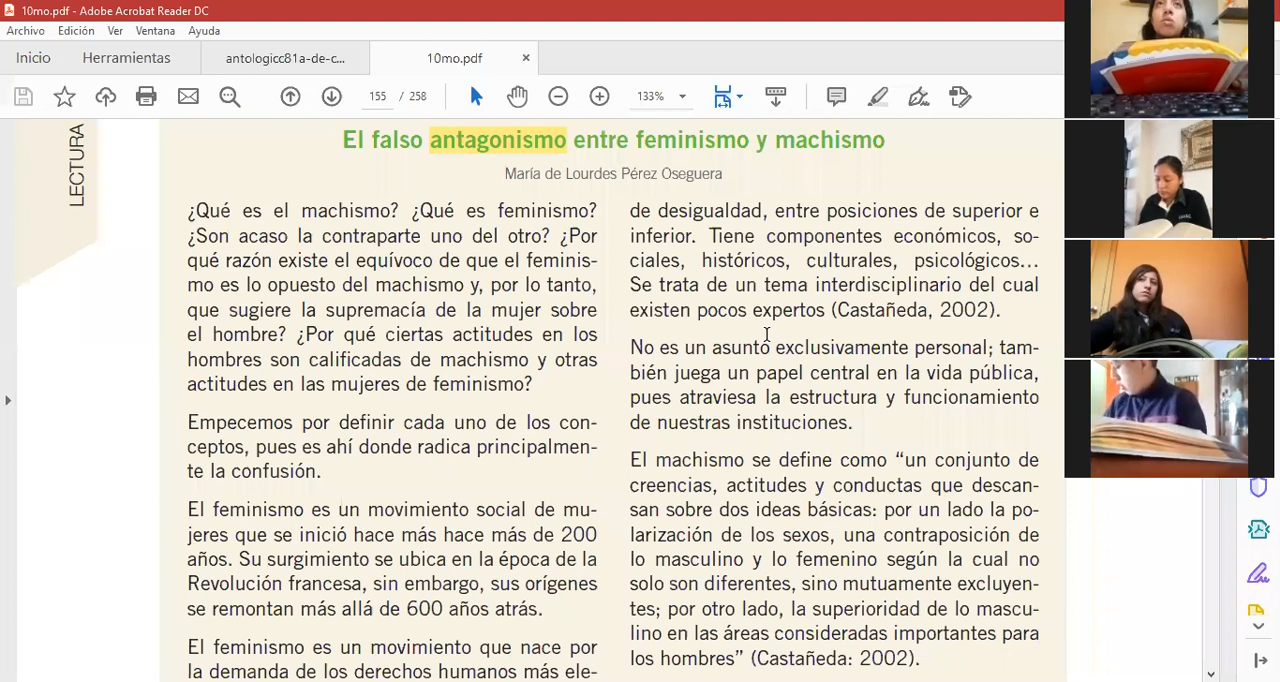 10mo.pdf - Adobe Acrobat Reader DC
Archivo Edición Ver Ventana Ayuda
Inicio Herramientas antologicc81a-de-c... 10mo.pdf ×
155 / 258 133%
LECTURA
El falso antagonismo entre feminismo y machismo
María de Lourdes Pérez Oseguera
¿Qué es el machismo? ¿Qué es feminismo?
¿Son acaso la contraparte uno del otro? ¿Por
qué razón existe el equívoco de que el feminis-
mo es lo opuesto del machismo y, por lo tanto,
que sugiere la supremacía de la mujer sobre
el hombre? ¿Por qué ciertas actitudes en los
hombres son calificadas de machismo y otras
actitudes en las mujeres de feminismo?
Empecemos por definir cada uno de los con-
ceptos, pues es ahí donde radica principalmen-
te la confusión.
El feminismo es un movimiento social de mu-
jeres que se inició hace más hace más de 200
años. Su surgimiento se ubica en la época de la
Revolución francesa, sin embargo, sus orígenes
se remontan más allá de 600 años atrás.
El feminismo es un movimiento que nace por
la demanda de los derechos humanos más ele-
de desigualdad, entre posiciones de superior e
inferior. Tiene componentes económicos, so-
ciales, históricos, culturales, psicológicos...
Se trata de un tema interdisciplinario del cual
existen pocos expertos (Castañeda, 2002).
No es un asunto exclusivamente personal; tam-
bién juega un papel central en la vida pública,
pues atraviesa la estructura y funcionamiento
de nuestras instituciones.
El machismo se define como “un conjunto de
creencias, actitudes y conductas que descan-
san sobre dos ideas básicas: por un lado la po-
larización de los sexos, una contraposición de
lo masculino y lo femenino según la cual no
solo son diferentes, sino mutuamente excluyen-
tes; por otro lado, la superioridad de lo mascu-
lino en las áreas consideradas importantes para
los hombres” (Castañeda: 2002).